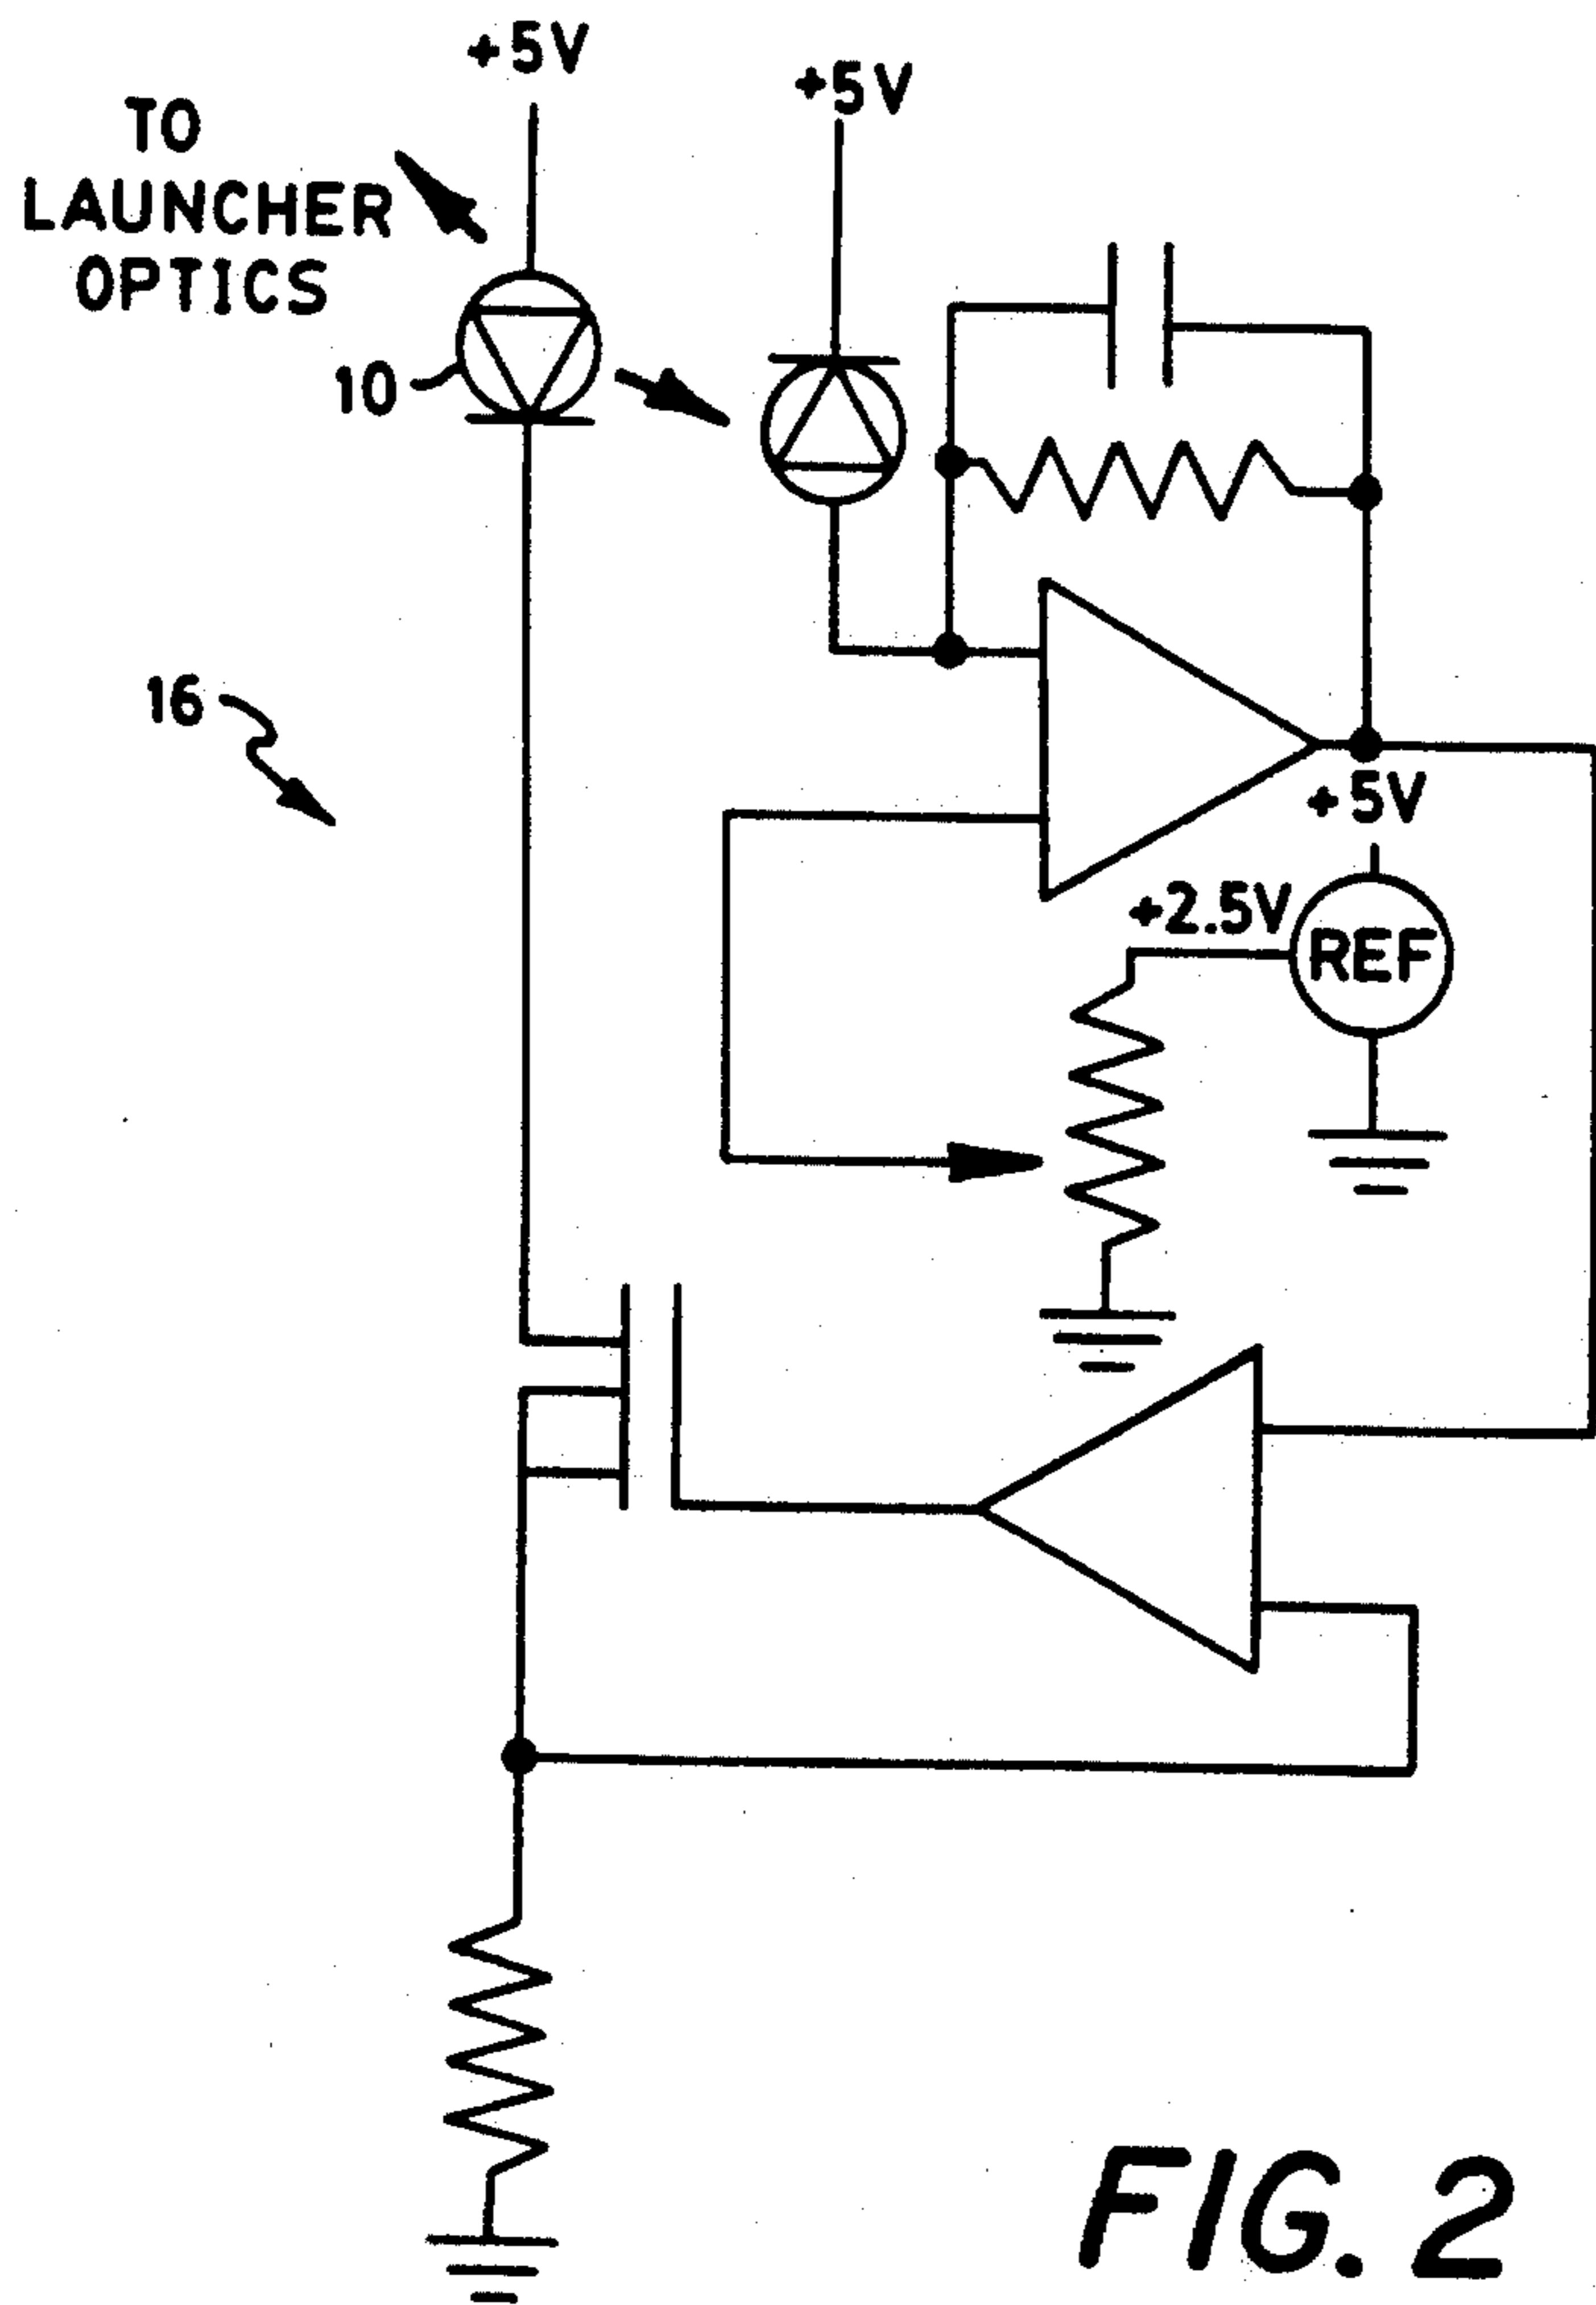 +5V
+5V
TO
LAUNCHER
OPTICS
10
16
+5V
+2.5V
REF
FIG. 2